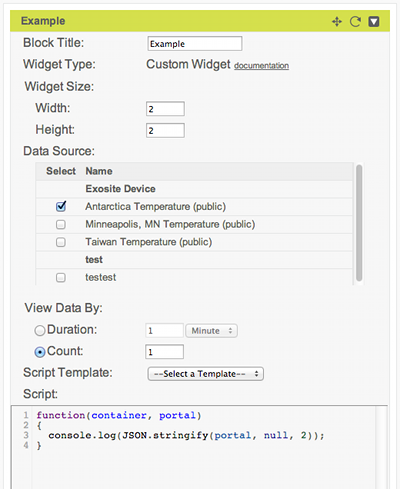 Example
Block Title: Example
Widget Type: Custom Widget documentation
Widget Size:
Width: 2
Height: 2
Data Source:
Select Name
Exosite Device
Antarctica Temperature (public)
Minneapolis, MN Temperature (public)
Taiwan Temperature (public)
test
testest
View Data By:
Duration: 1 Minute
Count: 1
Script Template: --Select a Template--
Script:
1 function(container, portal)
2 {
3 console.log(JSON.stringify(portal, null, 2));
4 }